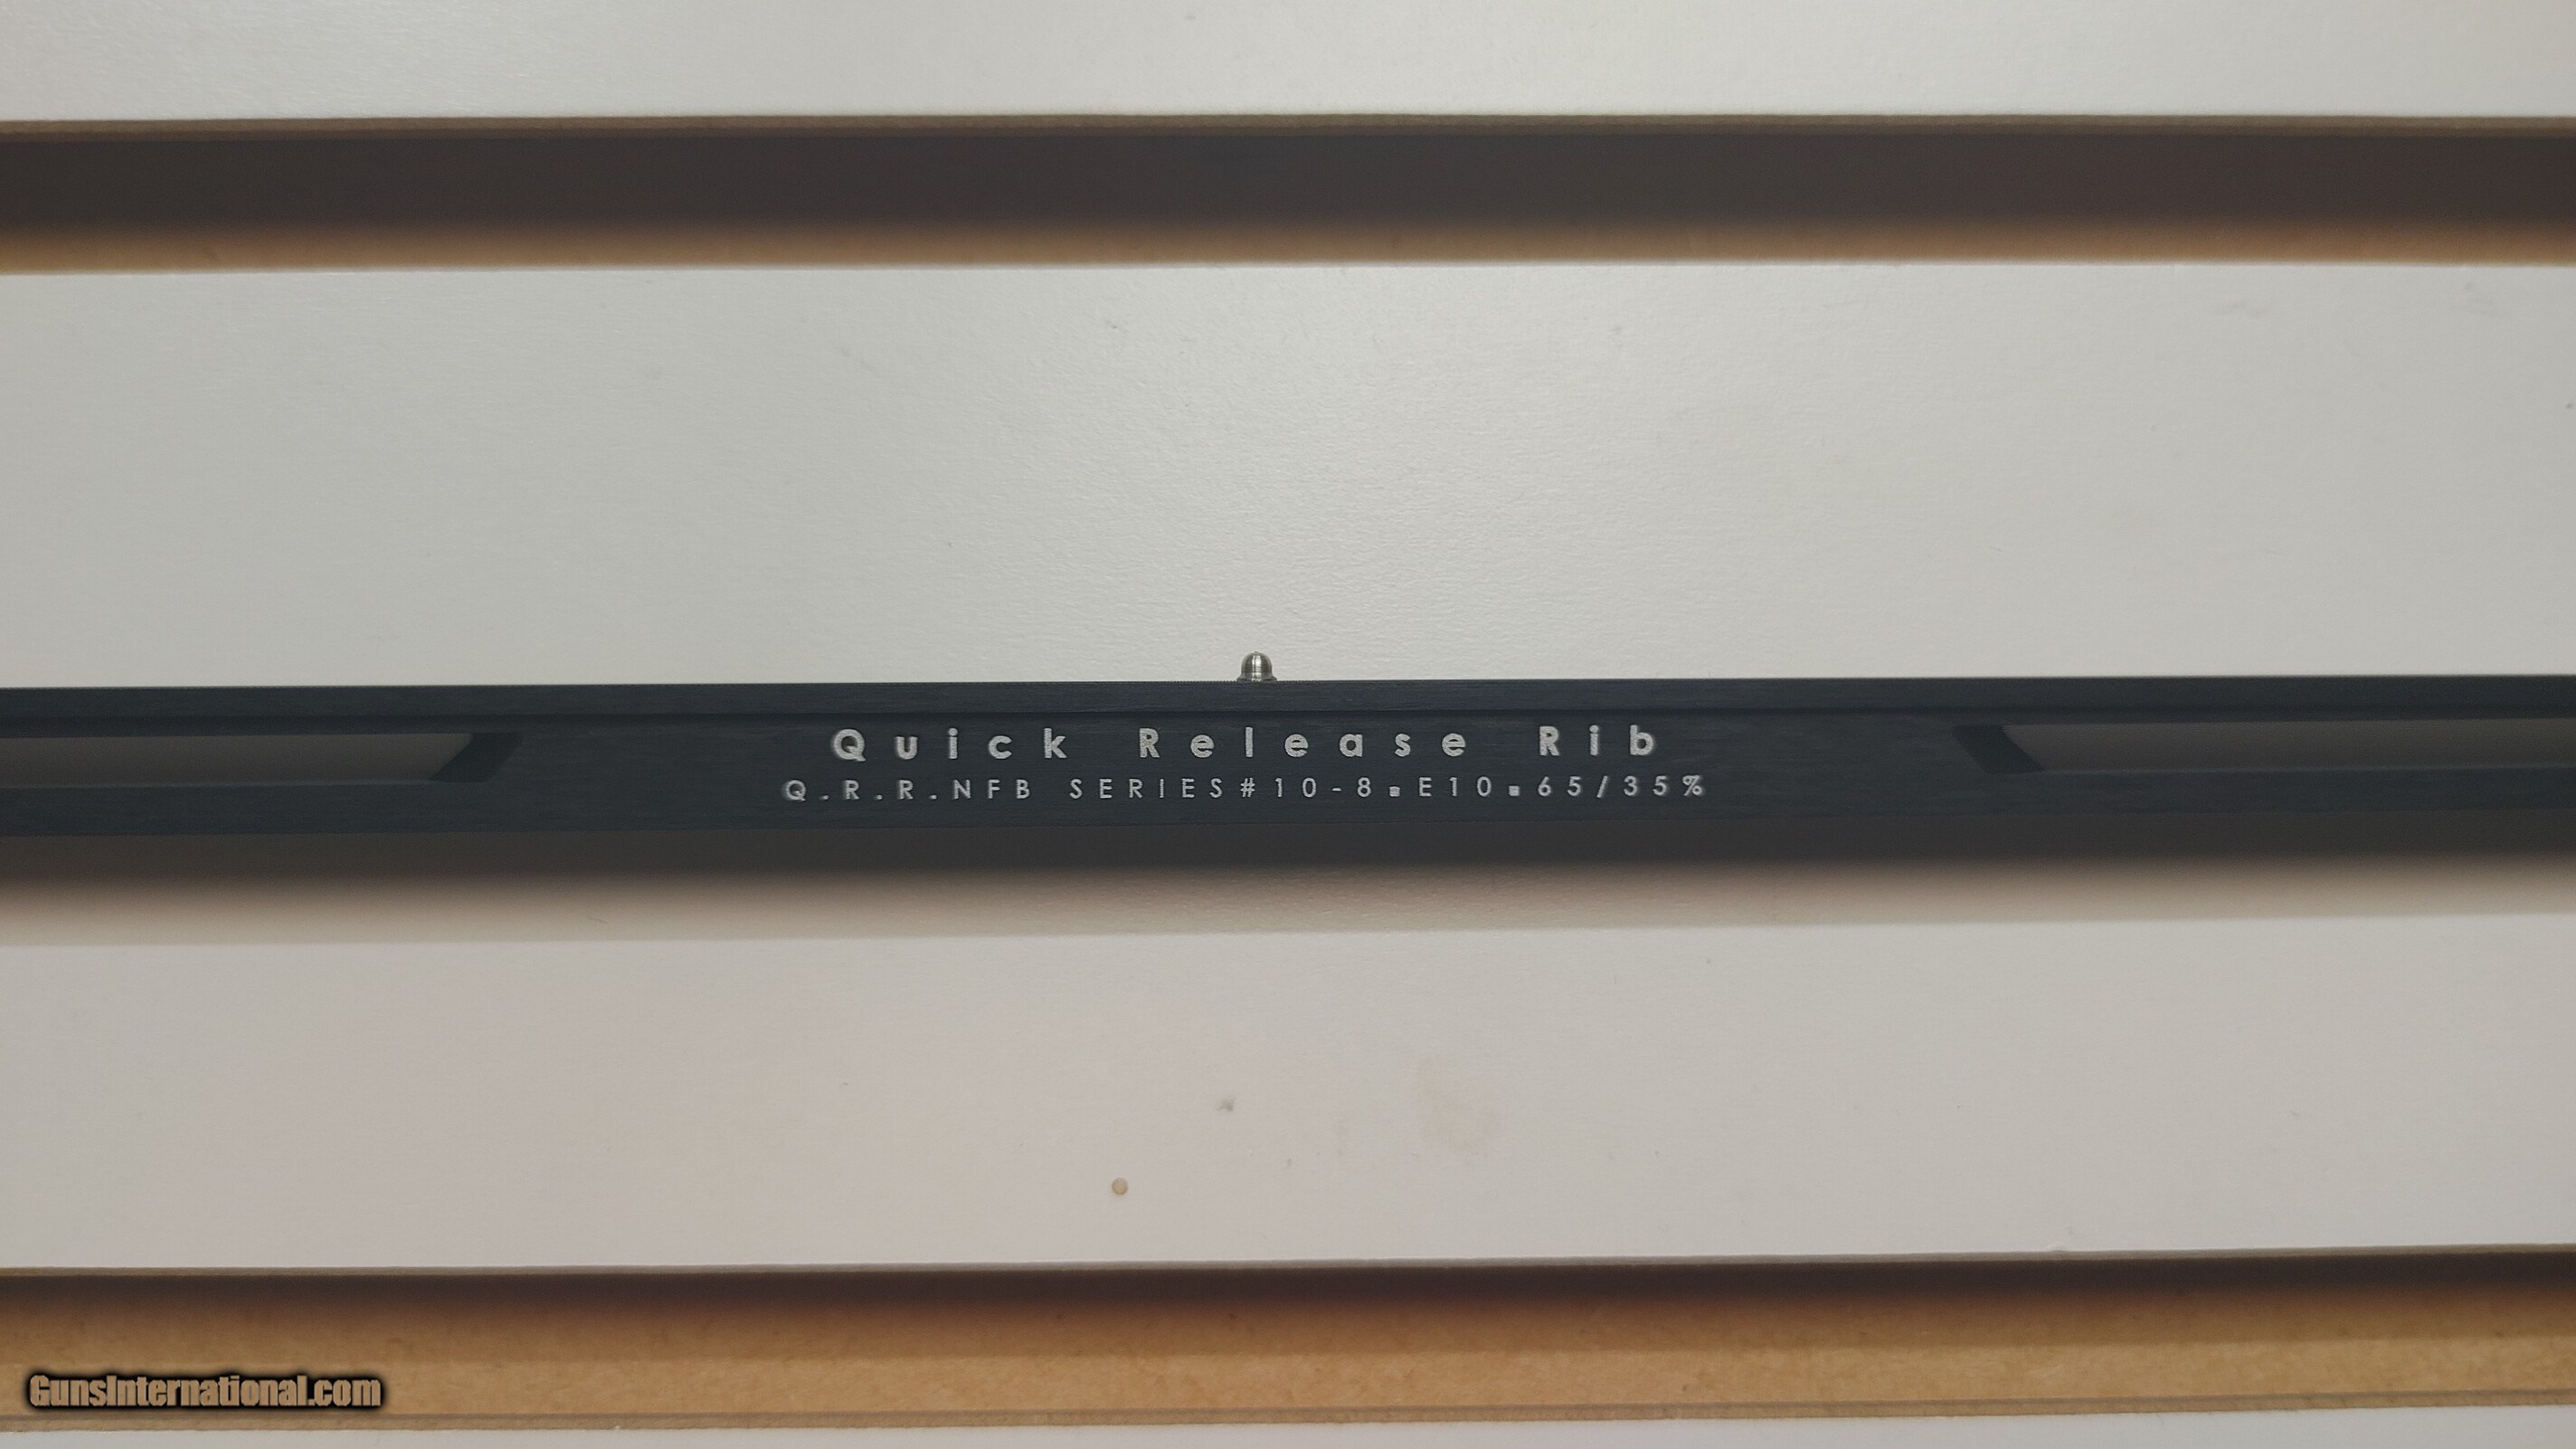 Quick Release Rib
Q.R.R.NFB SERIES#10-8▪E10▪65/35%
GunsInternational.com